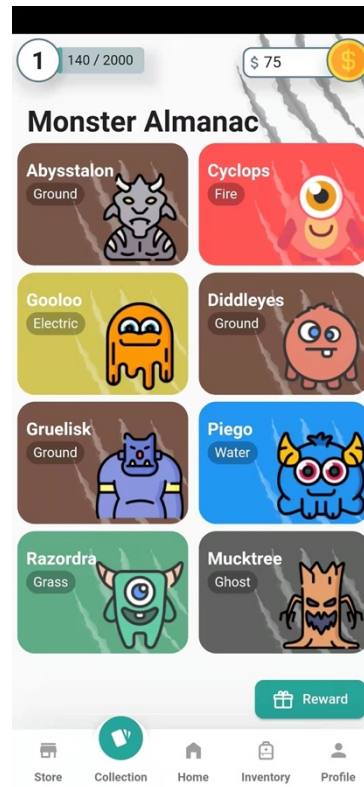 1
140 / 2000
$ 75
$
Monster Almanac
Abysstalon
Ground
Cyclops
Fire
Gooloo
Electric
Diddleyes
Ground
Gruelisk
Ground
Piego
Water
Razordra
Grass
Mucktree
Ghost
Reward
Store
Collection
Home
Inventory
Profile